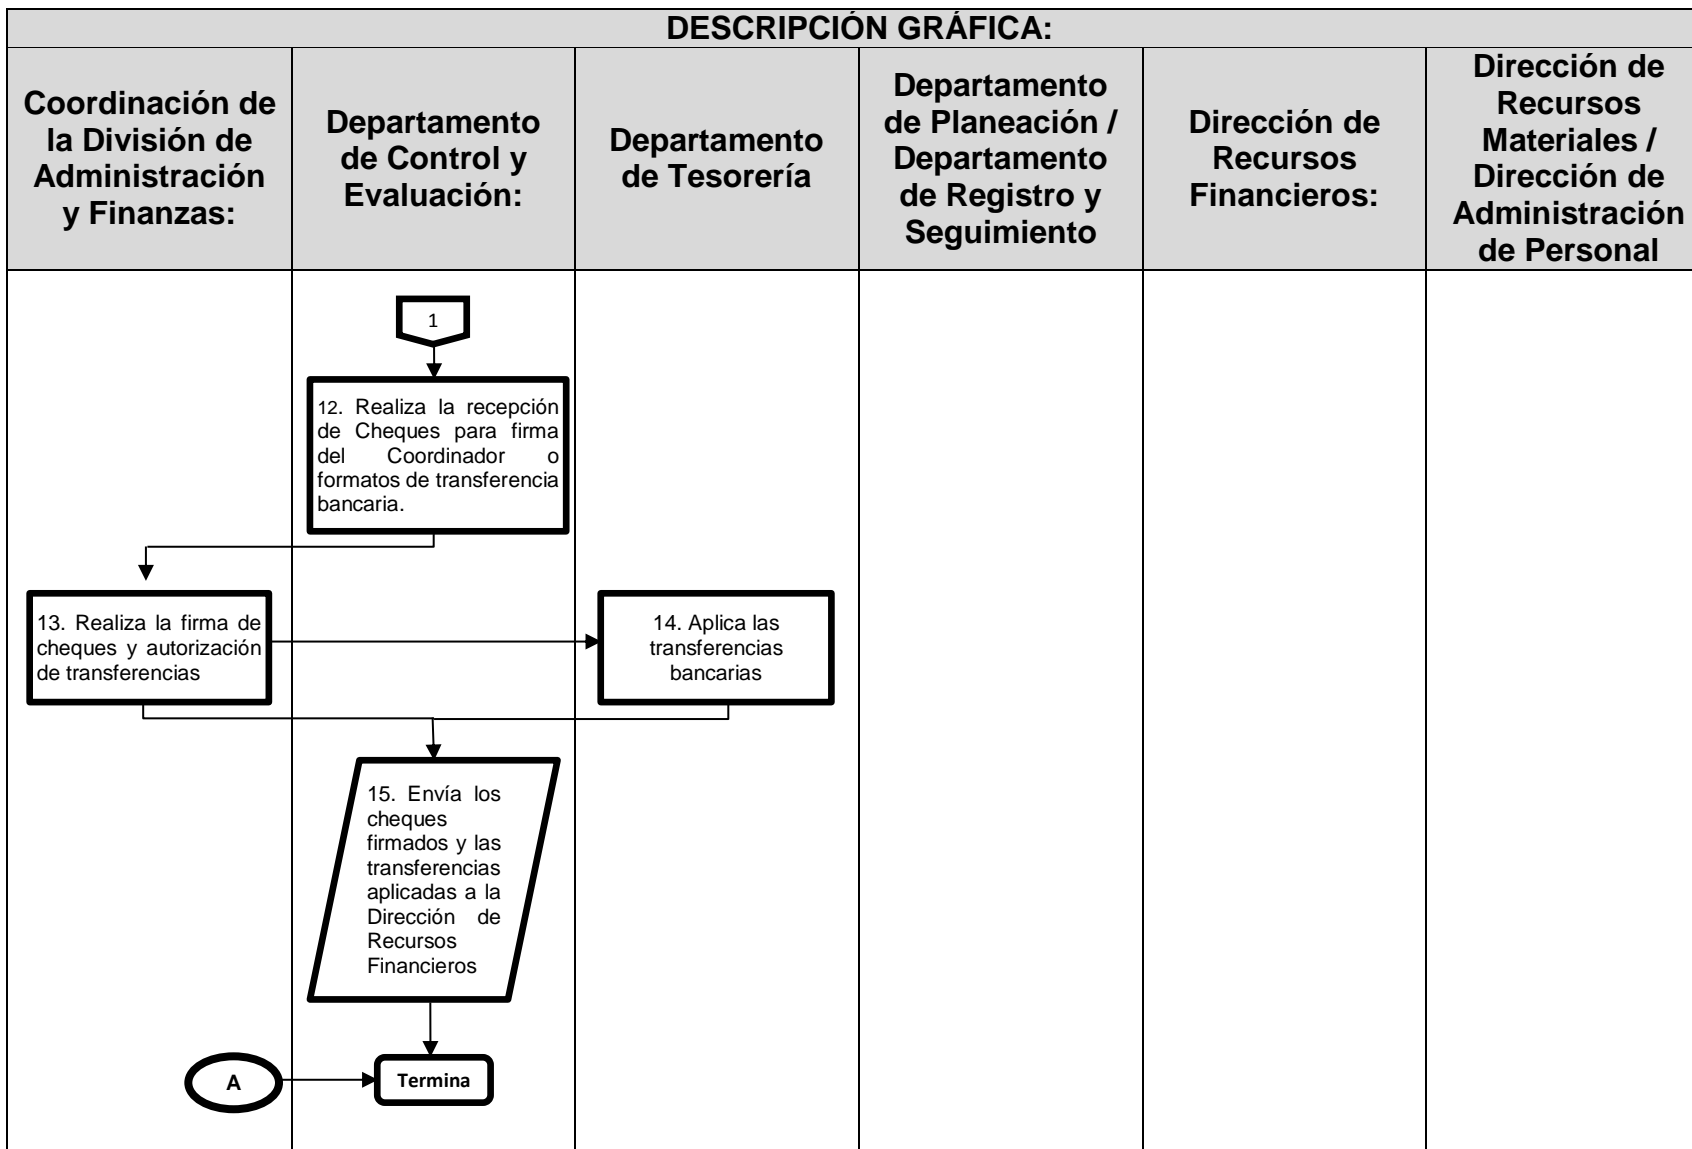 DESCRIPCIÓN GRÁFICA:
Coordinación de
la División de
Administración
y Finanzas:
Departamento
de Control y
Evaluación:
Departamento
de Tesorería
Departamento
de Planeación /
Departamento
de Registro y
Seguimiento
Dirección de
Recursos
Financieros:
Dirección de
Recursos
Materiales /
Dirección de
Administración
de Personal
1
12. Realiza la recepción
de Cheques para firma
del Coordinador o
formatos de transferencia
bancaria.
13. Realiza la firma de
cheques y autorización
de transferencias
14. Aplica las
transferencias
bancarias
15. Envía los
cheques
firmados y las
transferencias
aplicadas a la
Dirección de
Recursos
Financieros
A
Termina